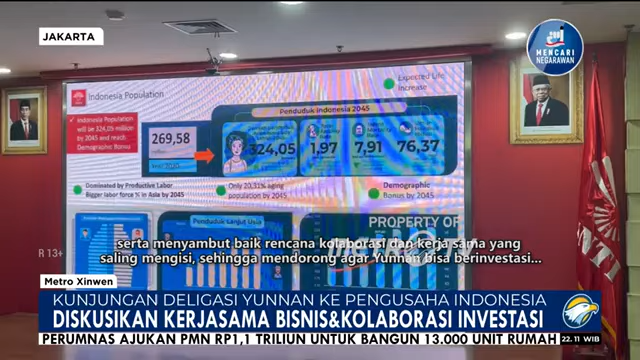 JAKARTA
MENCARI
NEGARAWAN
Indonesia Population
Expected Life
Increase
Indonesia Population
will be 324,05 million
by 2045 and reach
Demographic Bonus
Penduduk Indonesia 2045
269,58
324,05
1,97
7,91
76,37
Dominated by Productive Labor
Bigger labor force % in Asia by 2045
Only 20,31% aging
population by 2045
Demographic
Bonus by 2045
Penduduk Lanjut Usia
PROPERTY OF
R 13+
serta menyambut baik rencana kolaborasi dan kerja sama yang
saling mengisi, sehingga mendorong agar Yunnan bisa berinvestasi...
Metro Xinwen
KUNJUNGAN DELIGASI YUNNAN KE PENGUSAHA INDONESIA
DISKUSIKAN KERJASAMA BISNIS&KOLABORASI INVESTASI
PERUMNAS AJUKAN PMN RP1,1 TRILIUN UNTUK BANGUN 13.000 UNIT RUMAH
22.11 WIB